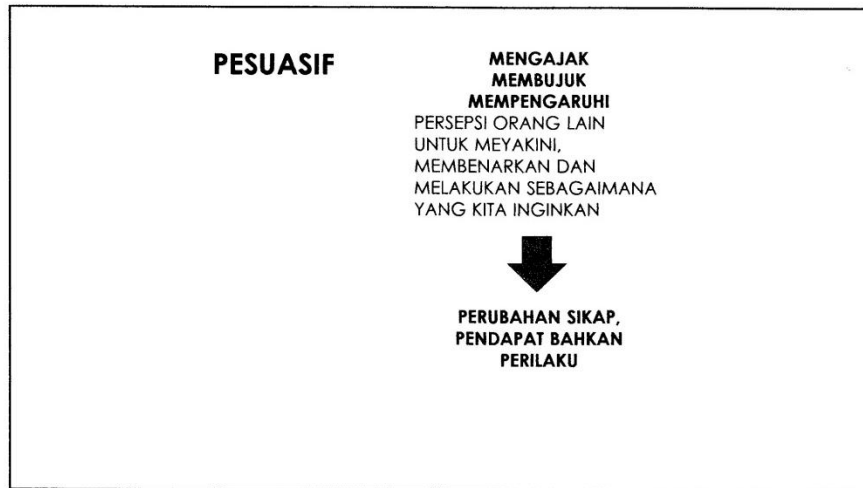 PESUASIF
MENGAJAK
MEMBUJUK
MEMPENGARUHI
PERSEPSI ORANG LAIN
UNTUK MEYAKINI,
MEMBENARKAN DAN
MELAKUKAN SEBAGAIMANA
YANG KITA INGINKAN
PERUBAHAN SIKAP,
PENDAPAT BAHKAN
PERILAKU